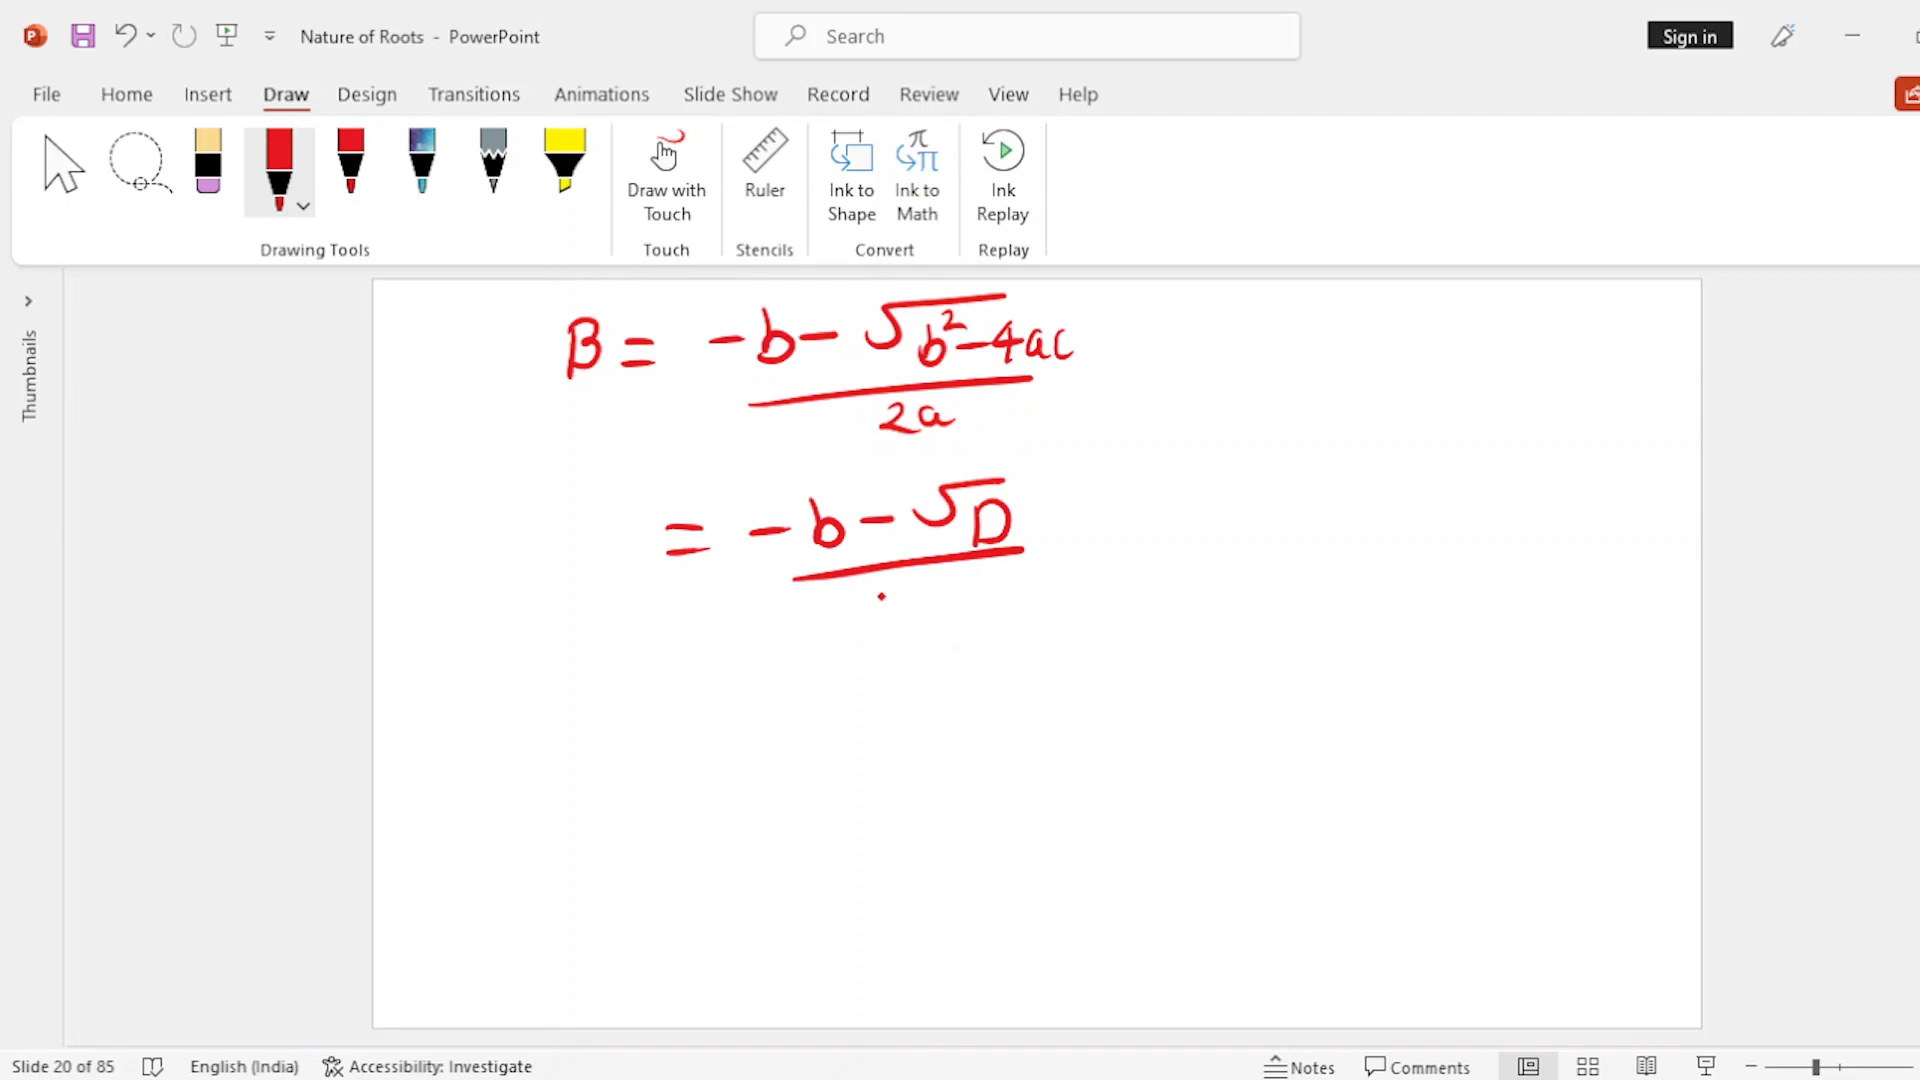 Nature of Roots - PowerPoint
Search
Sign in
File Home Insert Draw Design Transitions Animations Slide Show Record Review View Help
Draw with Touch
Ruler
Ink to Shape
Ink to Math
Ink Replay
Drawing Tools Touch Stencils Convert Replay
Thumbnails
β = -b - √b²-4ac
2a
= -b - √D
Slide 20 of 85 English (India) Accessibility: Investigate Notes Comments